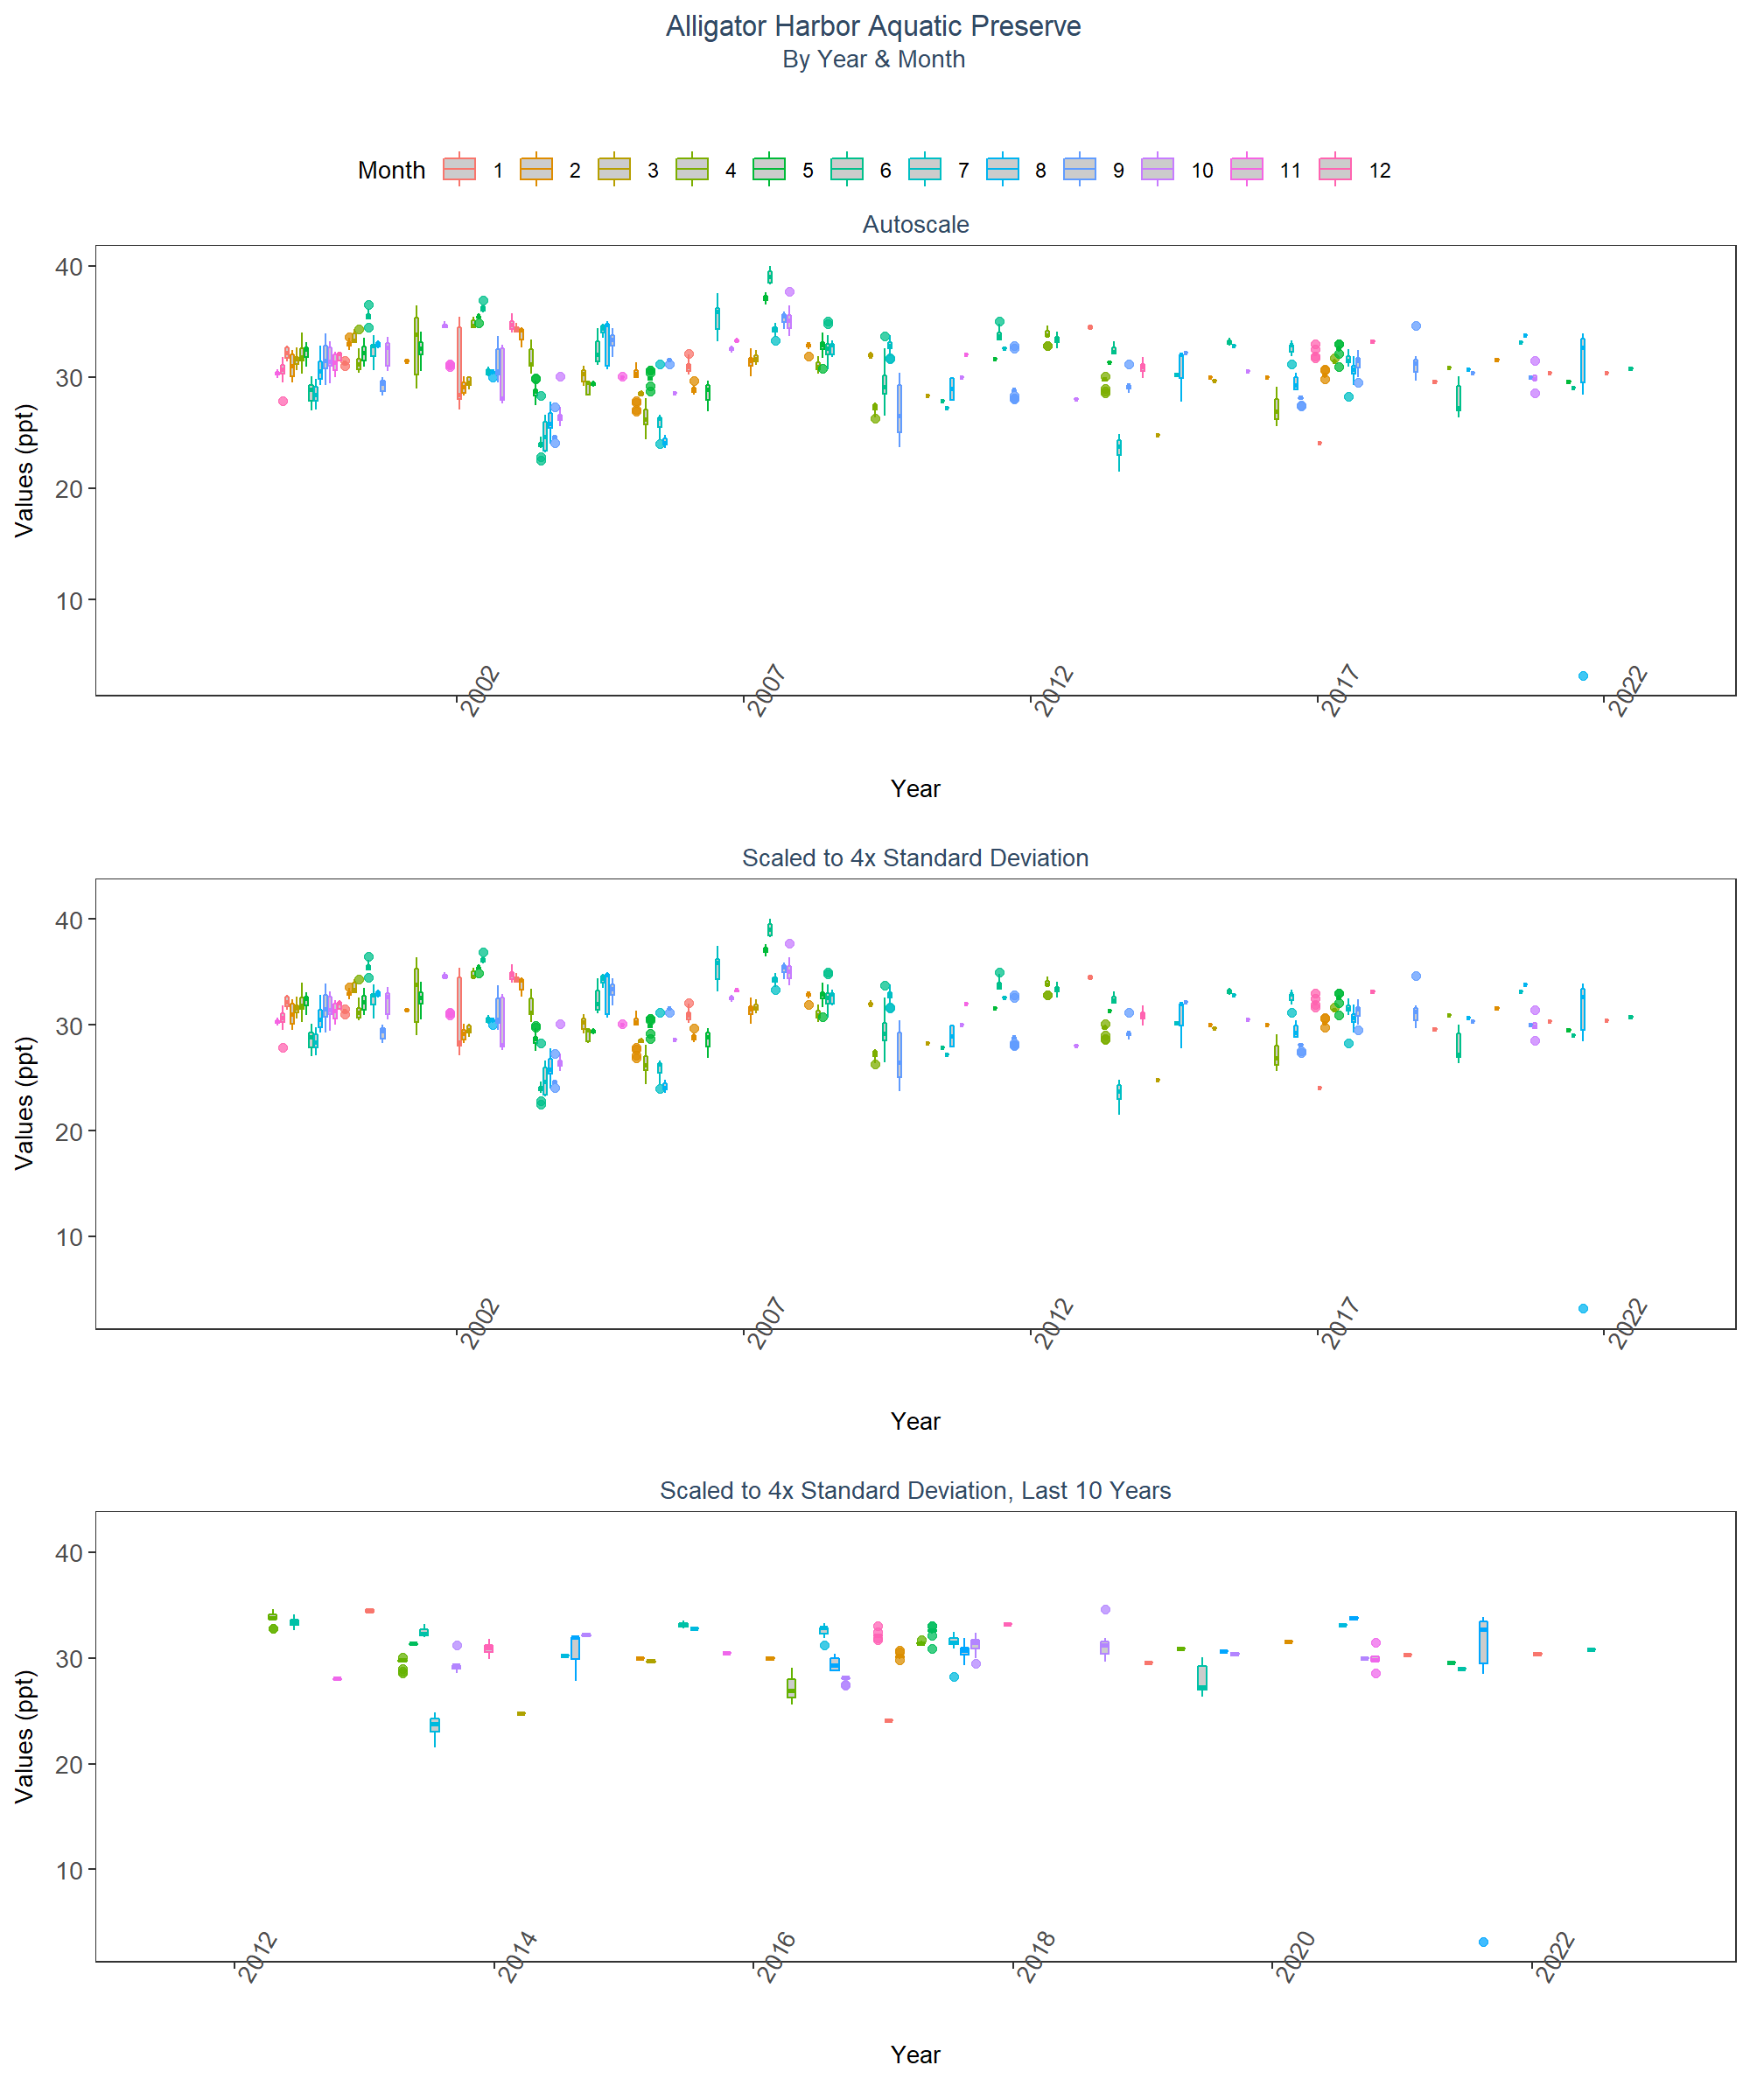 Alligator Harbor Aquatic Preserve
By Year & Month
Month 1 2 3 4 5 6 7 8 9 10 11 12
Autoscale
40
30
20
10
Values (ppt)
2002 2007 2012 2017 2022
Year
Scaled to 4x Standard Deviation
40
30
20
10
Values (ppt)
2002 2007 2012 2017 2022
Year
Scaled to 4x Standard Deviation, Last 10 Years
40
30
20
10
Values (ppt)
2012 2014 2016 2018 2020 2022
Year